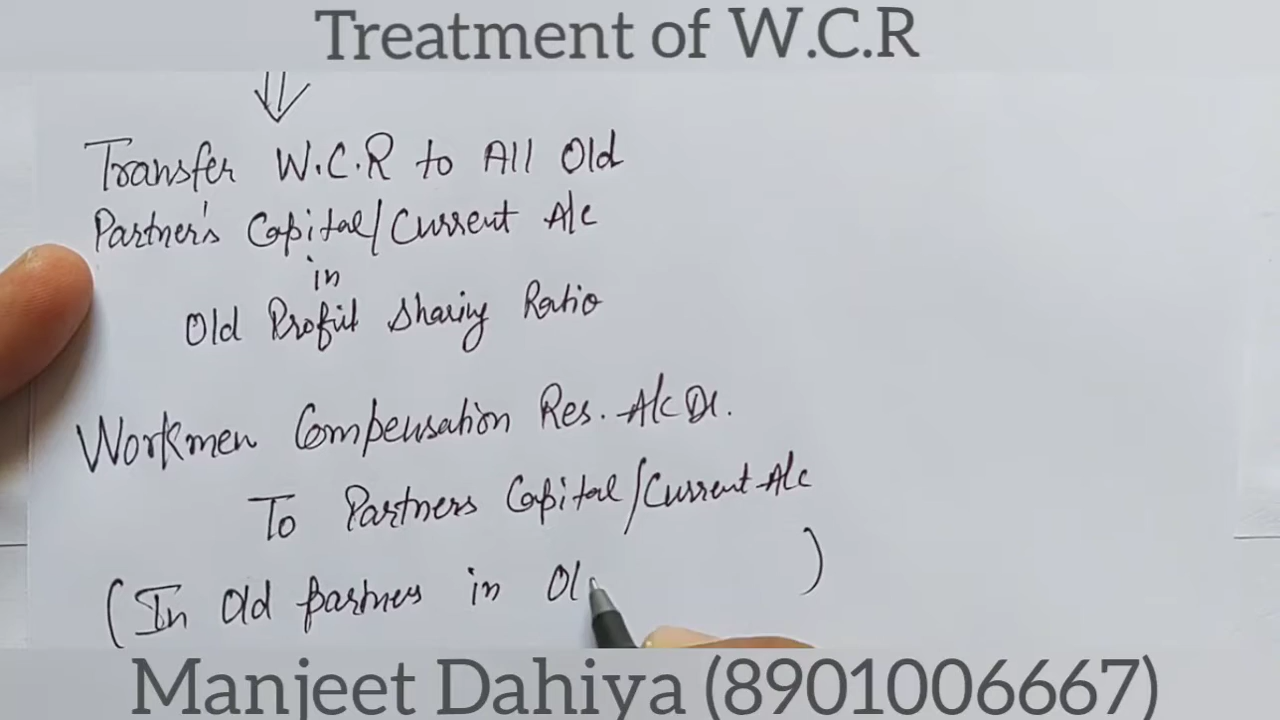 Treatment of W.C.R
Transfer W.C.R to All Old
Partner's Capital/Current A/c
in
Old Profit Sharing Ratio
Workmen Compensation Res. A/c Dr.
To Partners Capital/Current A/c
(In Old partners in Ol )
Manjeet Dahiya (8901006667)